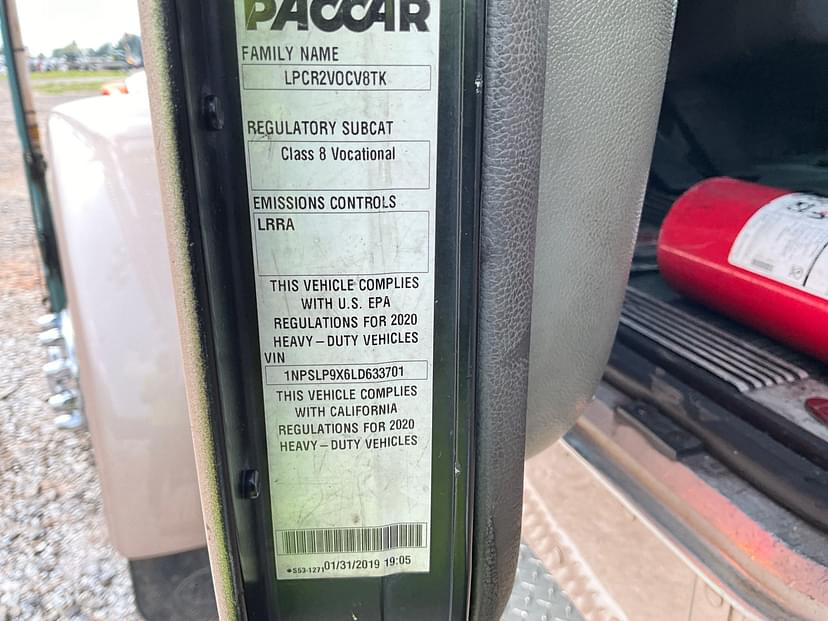 PACCAR
FAMILY NAME
LPCR2VOCV8TK
REGULATORY SUBCAT
Class 8 Vocational
EMISSIONS CONTROLS
LRRA
THIS VEHICLE COMPLIES
WITH U.S. EPA
REGULATIONS FOR 2020
HEAVY–DUTY VEHICLES
VIN
1NPSLP9X6LD633701
THIS VEHICLE COMPLIES
WITH CALIFORNIA
REGULATIONS FOR 2020
HEAVY–DUTY VEHICLES
*S53-1271 01/31/2019 19:05